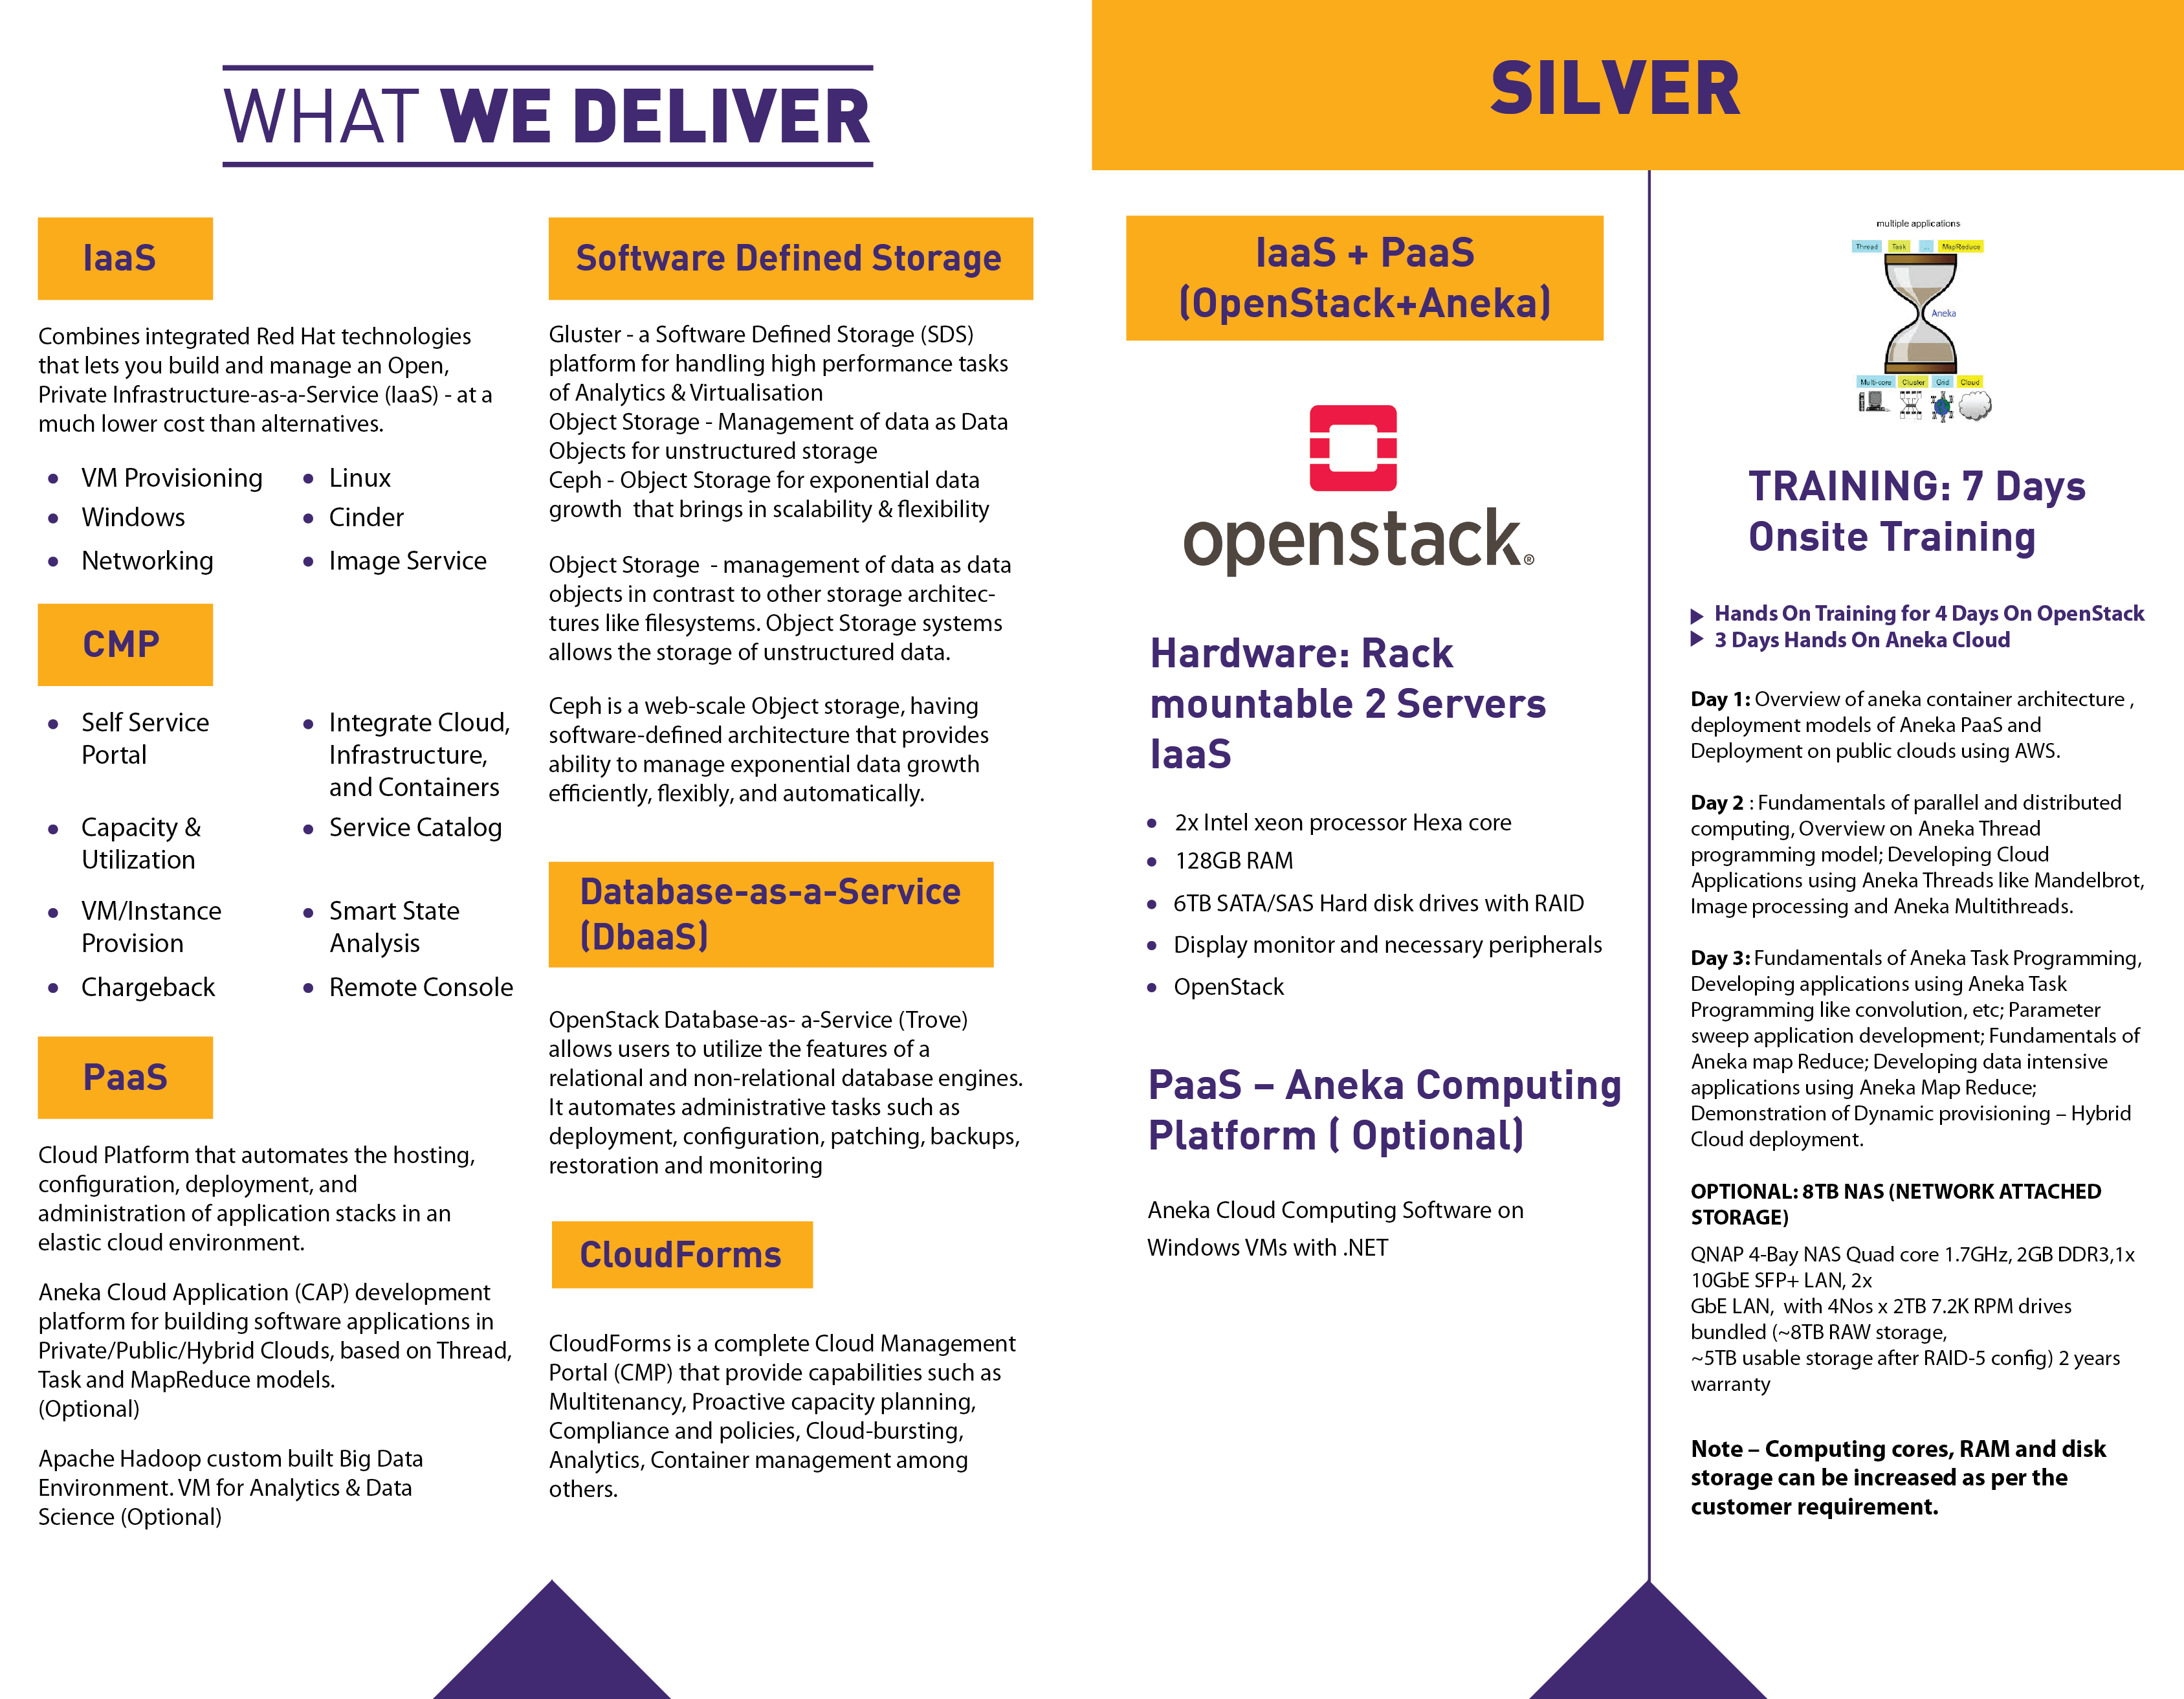 WHAT WE DELIVER
IaaS
Combines integrated Red Hat technologies
that lets you build and manage an Open,
Private Infrastructure-as-a-Service (IaaS) - at a
much lower cost than alternatives.
VM Provisioning
Windows
Networking
Linux
Cinder
Image Service
CMP
Self Service
Portal
Capacity &
Utilization
VM/Instance
Provision
Chargeback
Integrate Cloud,
Infrastructure,
and Containers
Service Catalog
Smart State
Analysis
Remote Console
PaaS
Cloud Platform that automates the hosting,
configuration, deployment, and
administration of application stacks in an
elastic cloud environment.
Aneka Cloud Application (CAP) development
platform for building software applications in
Private/Public/Hybrid Clouds, based on Thread,
Task and MapReduce models.
(Optional)
Apache Hadoop custom built Big Data
Environment. VM for Analytics & Data
Science (Optional)
Software Defined Storage
Gluster - a Software Defined Storage (SDS)
platform for handling high performance tasks
of Analytics & Virtualisation
Object Storage - Management of data as Data
Objects for unstructured storage
Ceph - Object Storage for exponential data
growth  that brings in scalability & flexibility
Object Storage  - management of data as data
objects in contrast to other storage architec-
tures like filesystems. Object Storage systems
allows the storage of unstructured data.
Ceph is a web-scale Object storage, having
software-defined architecture that provides
ability to manage exponential data growth
efficiently, flexibly, and automatically.
Database-as-a-Service
(DbaaS)
OpenStack Database-as- a-Service (Trove)
allows users to utilize the features of a
relational and non-relational database engines.
It automates administrative tasks such as
deployment, configuration, patching, backups,
restoration and monitoring
CloudForms
CloudForms is a complete Cloud Management
Portal (CMP) that provide capabilities such as
Multitenancy, Proactive capacity planning,
Compliance and policies, Cloud-bursting,
Analytics, Container management among
others.
SILVER
IaaS + PaaS
(OpenStack+Aneka)
openstack®
Hardware: Rack
mountable 2 Servers
IaaS
2x Intel xeon processor Hexa core
128GB RAM
6TB SATA/SAS Hard disk drives with RAID
Display monitor and necessary peripherals
OpenStack
PaaS – Aneka Computing
Platform ( Optional)
Aneka Cloud Computing Software on
Windows VMs with .NET
multiple applications
Thread Task ... MapReduce
Aneka
Multi-core Cluster Grid Cloud
TRAINING: 7 Days
Onsite Training
Hands On Training for 4 Days On OpenStack
3 Days Hands On Aneka Cloud
Day 1: Overview of aneka container architecture ,
deployment models of Aneka PaaS and
Deployment on public clouds using AWS.
Day 2 : Fundamentals of parallel and distributed
computing, Overview on Aneka Thread
programming model; Developing Cloud
Applications using Aneka Threads like Mandelbrot,
Image processing and Aneka Multithreads.
Day 3: Fundamentals of Aneka Task Programming,
Developing applications using Aneka Task
Programming like convolution, etc; Parameter
sweep application development; Fundamentals of
Aneka map Reduce; Developing data intensive
applications using Aneka Map Reduce;
Demonstration of Dynamic provisioning – Hybrid
Cloud deployment.
OPTIONAL: 8TB NAS (NETWORK ATTACHED
STORAGE)
QNAP 4-Bay NAS Quad core 1.7GHz, 2GB DDR3,1x
10GbE SFP+ LAN, 2x
GbE LAN,  with 4Nos x 2TB 7.2K RPM drives
bundled (~8TB RAW storage,
~5TB usable storage after RAID-5 config) 2 years
warranty
Note – Computing cores, RAM and disk
storage can be increased as per the
customer requirement.